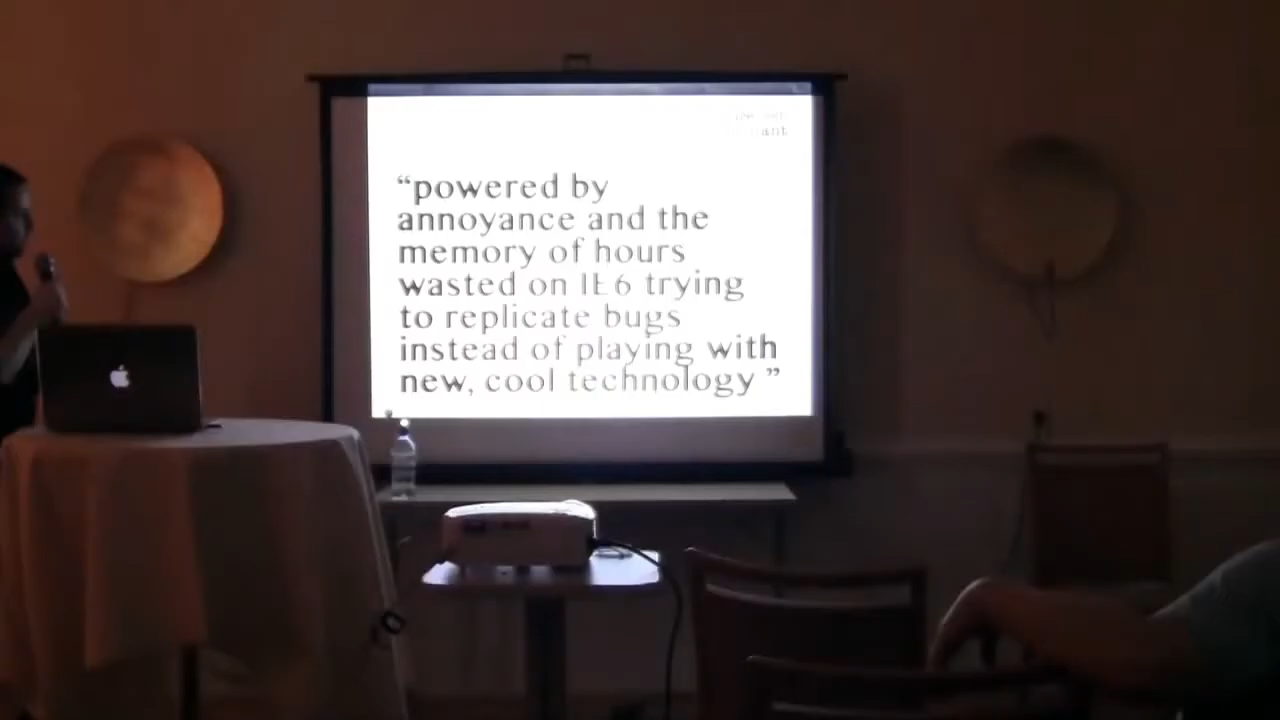 “powered by
annoyance and the
memory of hours
wasted on IE6 trying
to replicate bugs
instead of playing with
new, cool technology ”